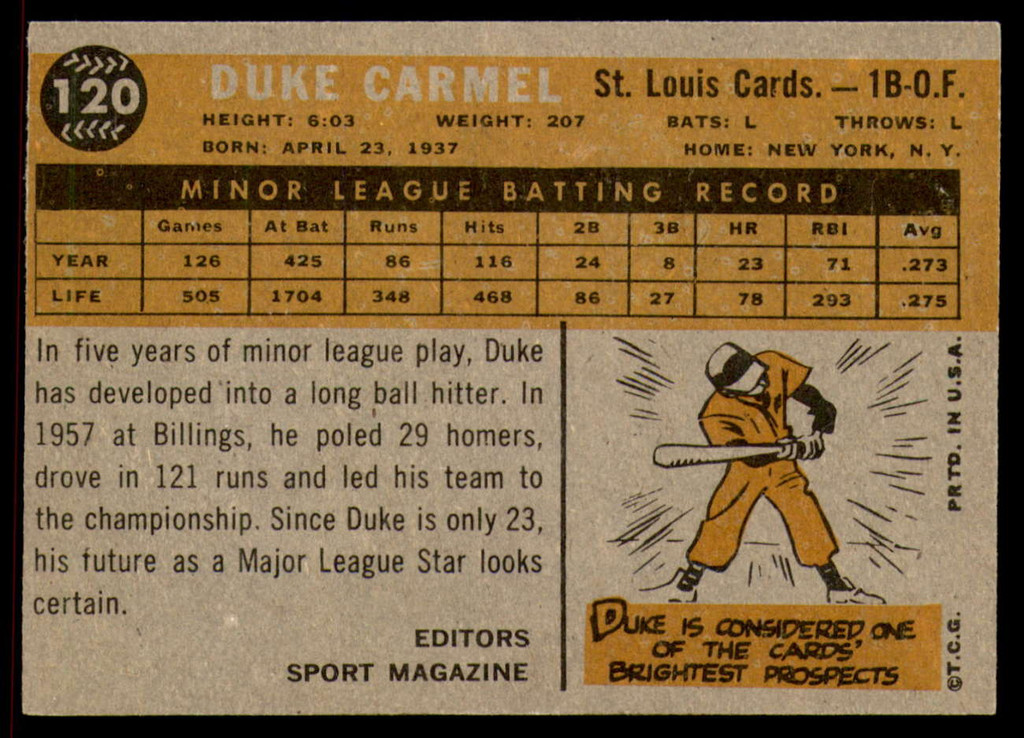 120
DUKE CARMEL St. Louis Cards. — 1B-O.F.
HEIGHT: 6:03 WEIGHT: 207 BATS: L THROWS: L
BORN: APRIL 23, 1937 HOME: NEW YORK, N. Y.
MINOR LEAGUE BATTING RECORD
Games At Bat Runs Hits 2B 3B HR RBI Avg
YEAR 126 425 86 116 24 8 23 71 .273
LIFE 505 1704 348 468 86 27 78 293 .275
In five years of minor league play, Duke
has developed into a long ball hitter. In
1957 at Billings, he poled 29 homers,
drove in 121 runs and led his team to
the championship. Since Duke is only 23,
his future as a Major League Star looks
certain.
EDITORS
SPORT MAGAZINE
DUKE IS CONSIDERED ONE
OF THE CARDS'
BRIGHTEST PROSPECTS
©T.C.G. PRTD. IN U.S.A.